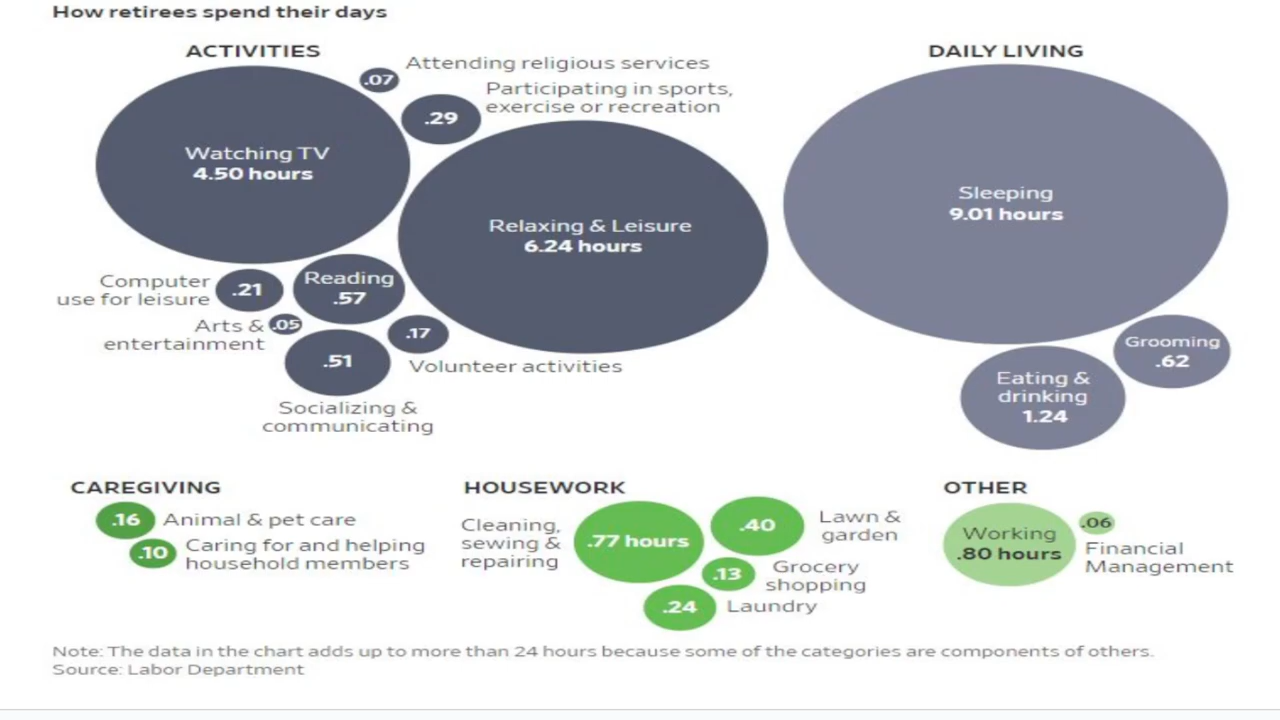 How retirees spend their days
ACTIVITIES
.07
Attending religious services
.29
Participating in sports,
exercise or recreation
Watching TV
4.50 hours
Relaxing & Leisure
6.24 hours
Computer
use for leisure
.21
Reading
.57
Arts &
entertainment
.05
.51
Socializing &
communicating
.17
Volunteer activities
DAILY LIVING
Sleeping
9.01 hours
Grooming
.62
Eating &
drinking
1.24
CAREGIVING
.16
Animal & pet care
.10
Caring for and helping
household members
HOUSEWORK
Cleaning,
sewing &
repairing
.77 hours
.40
Lawn &
garden
.13
Grocery
shopping
.24
Laundry
OTHER
Working
.80 hours
.06
Financial
Management
Note: The data in the chart adds up to more than 24 hours because some of the categories are components of others.
Source: Labor Department